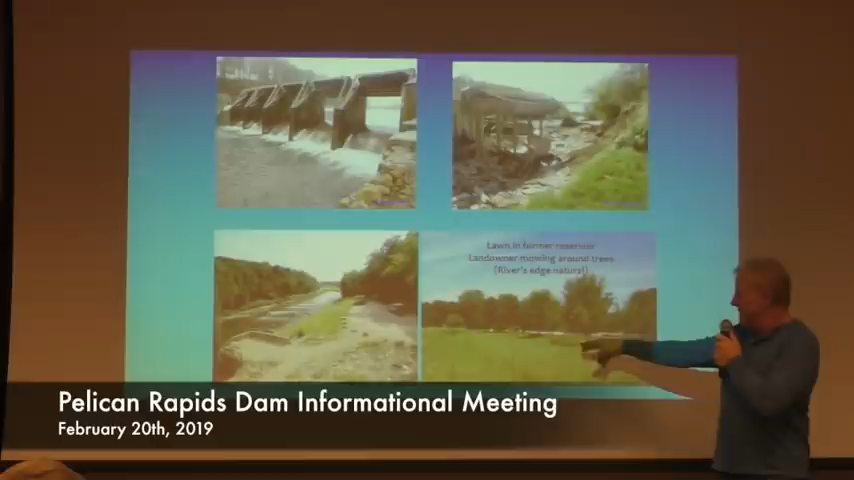 Lawn in former reservoir
Landowner mowing around trees
(River's edge natural)
Pelican Rapids Dam Informational Meeting
February 20th, 2019